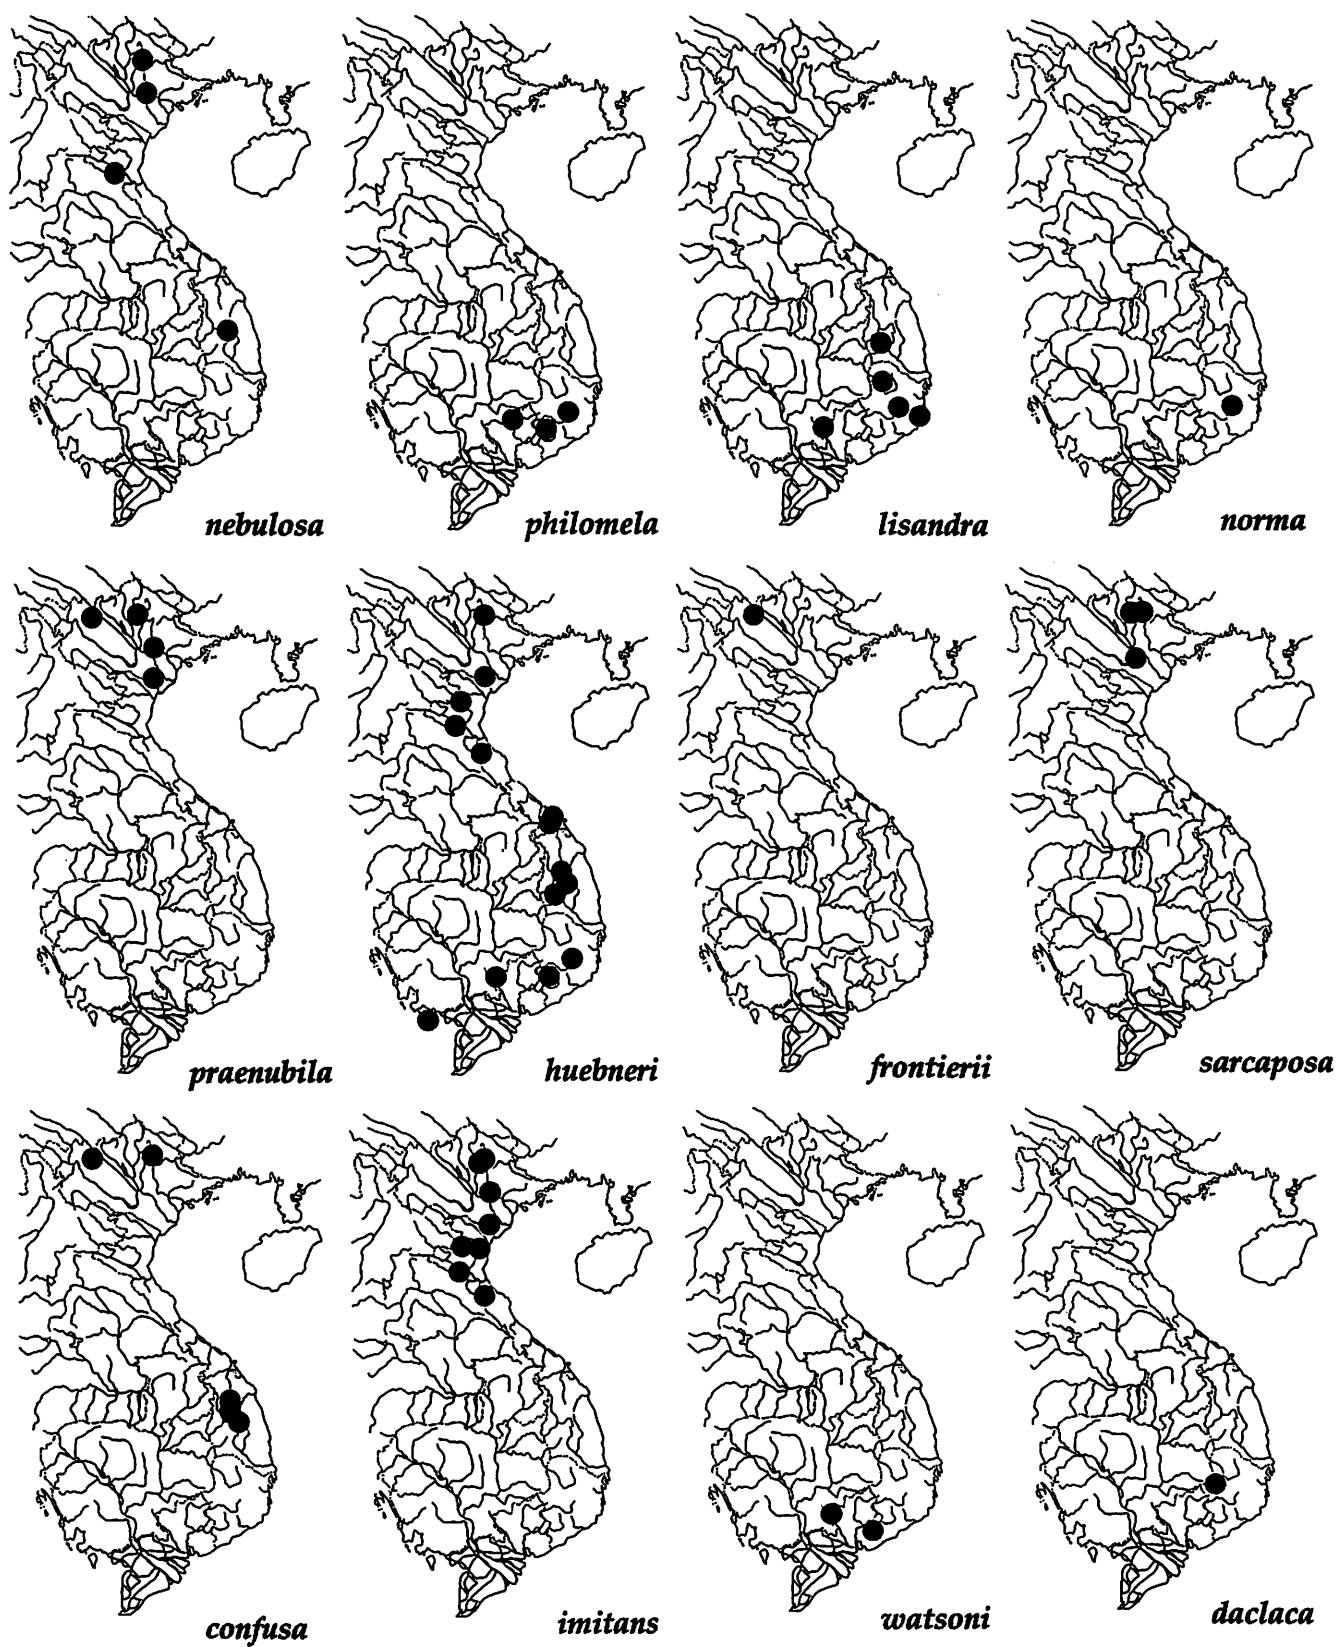 nebulosa
philomela
lisandra
norma
praenubila
huebneri
frontierii
sarcaposa
confusa
imitans
watsoni
daclaca